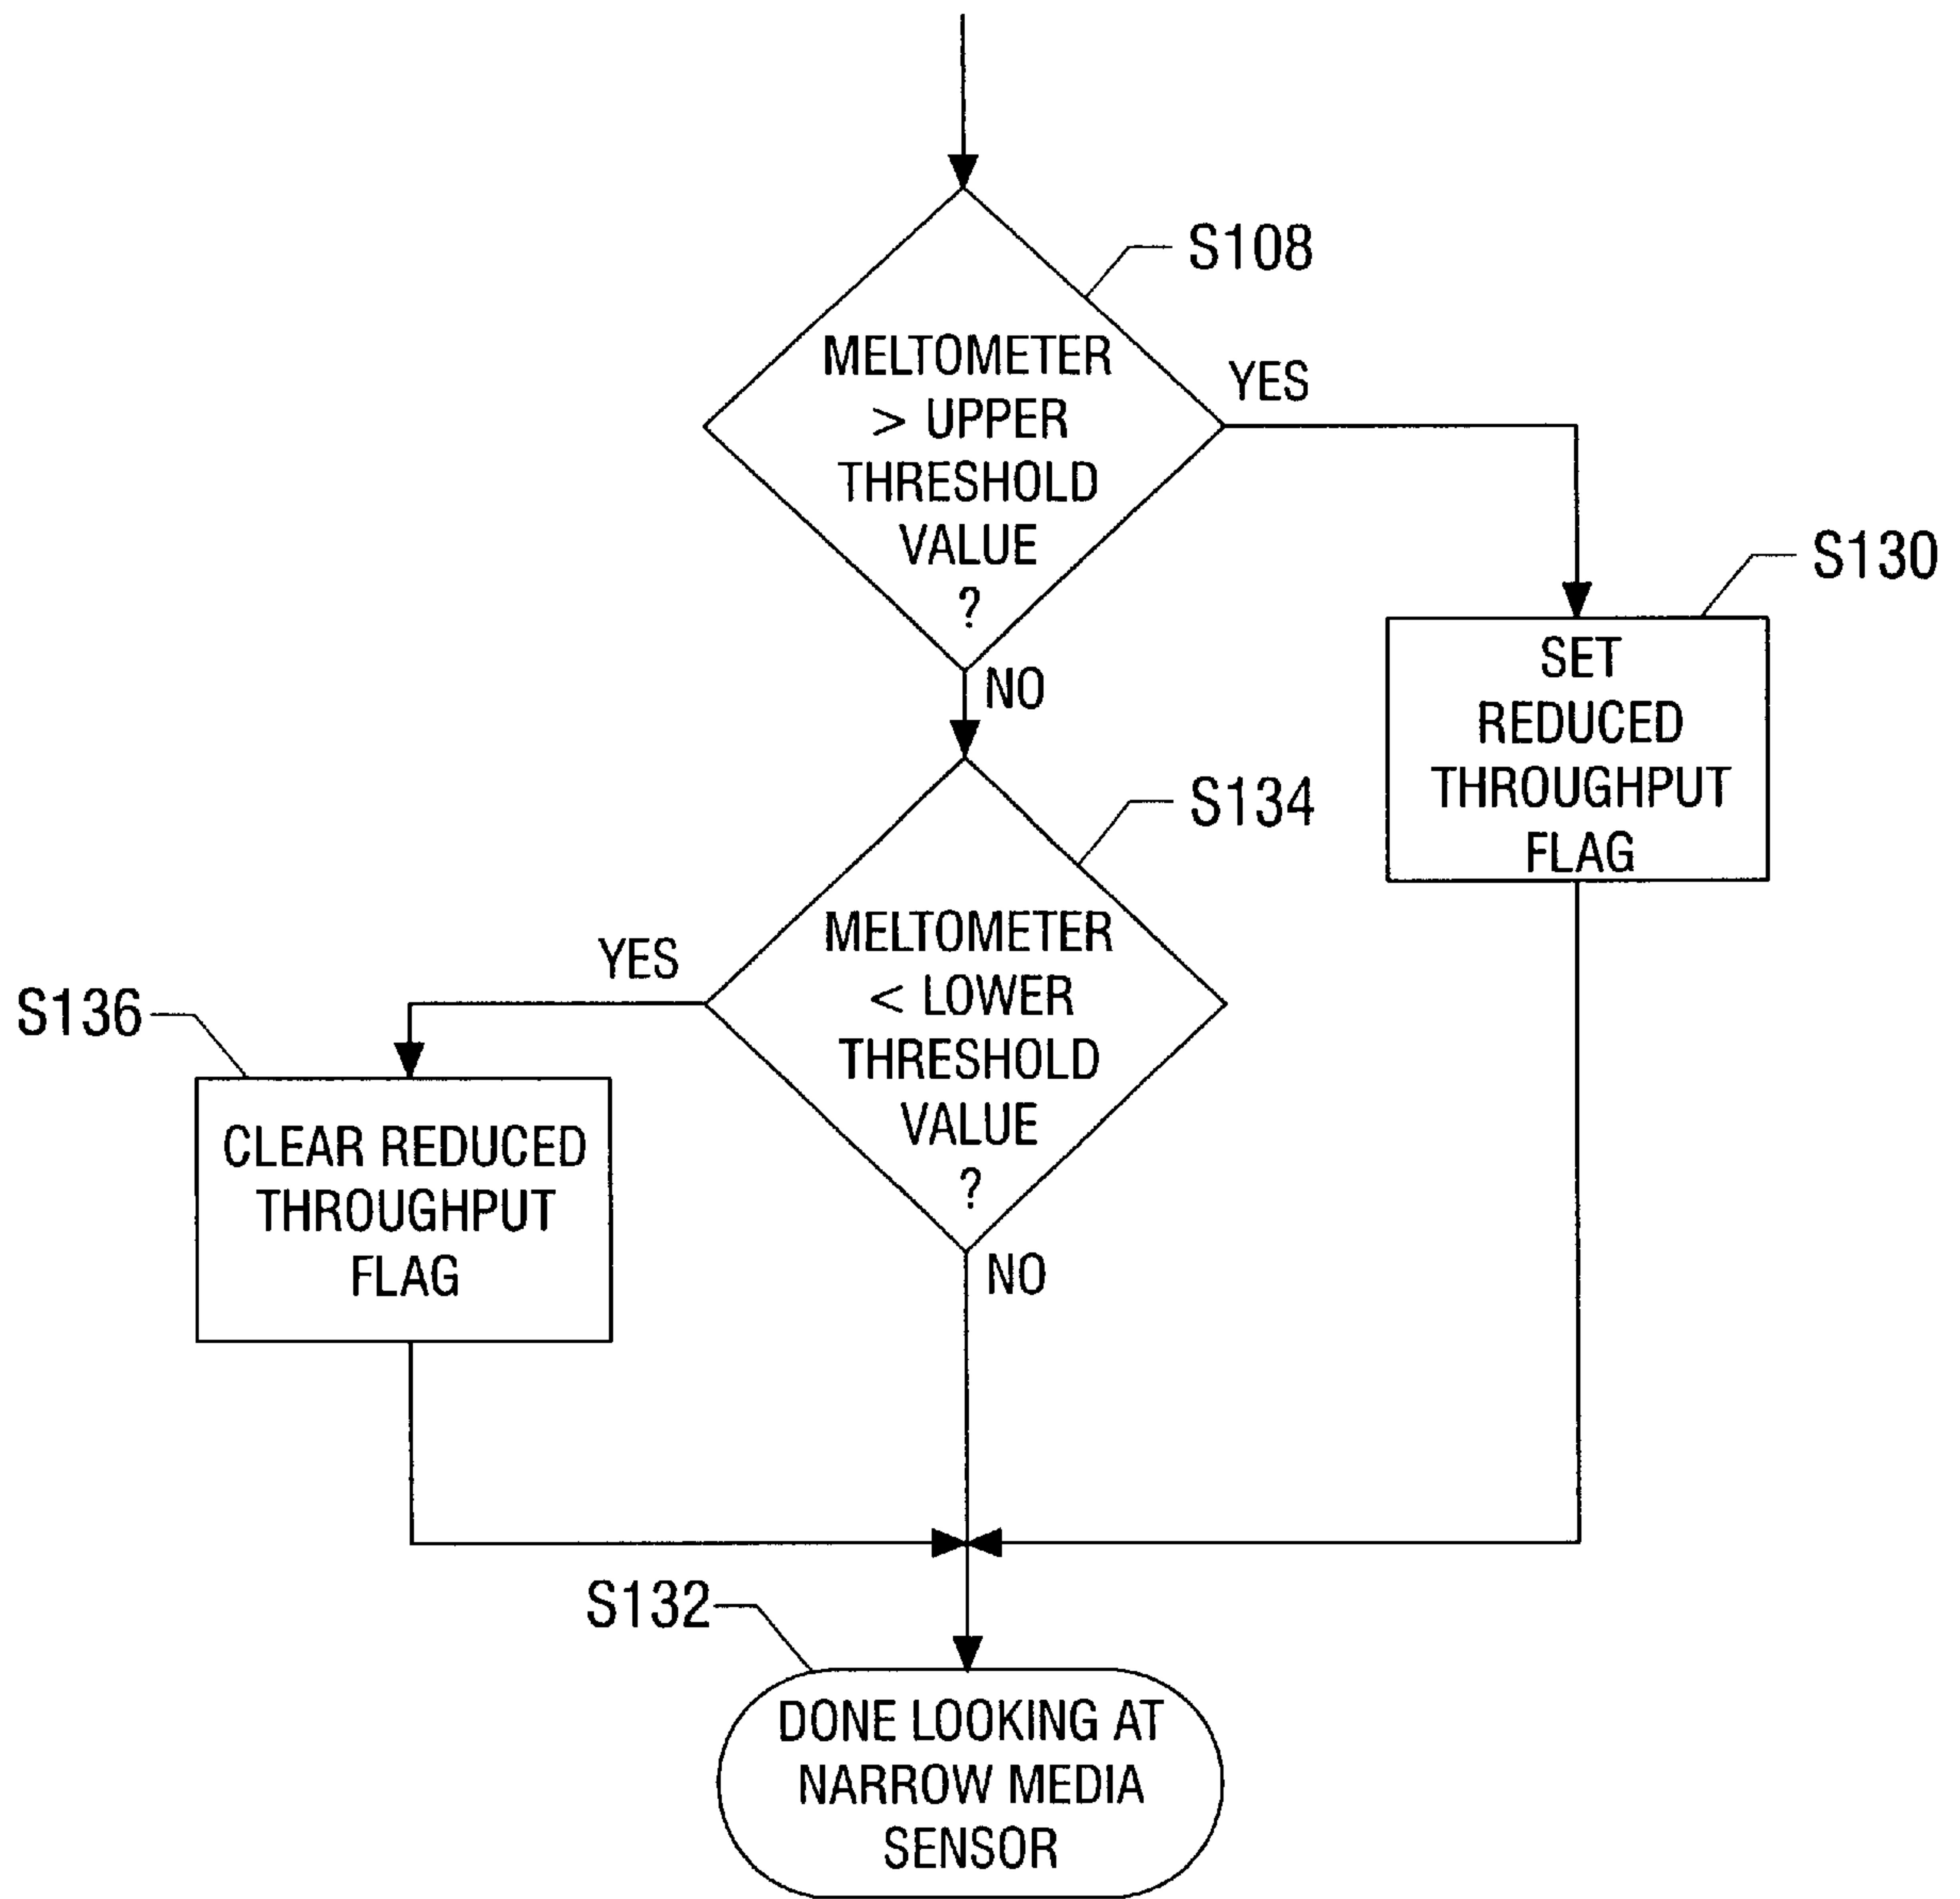 S108
MELTOMETER
> UPPER
THRESHOLD
VALUE
?
YES
NO
S130
SET
REDUCED
THROUGHPUT
FLAG
S134
MELTOMETER
< LOWER
THRESHOLD
VALUE
?
YES
NO
S136
CLEAR REDUCED
THROUGHPUT
FLAG
S132
DONE LOOKING AT
NARROW MEDIA
SENSOR